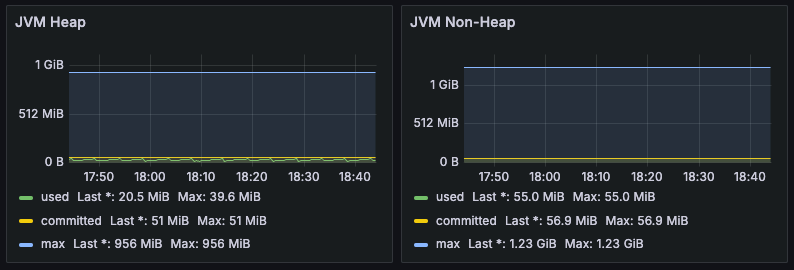 JVM Heap
1 GiB
512 MiB
0 B
17:50 18:00 18:10 18:20 18:30 18:40
used Last *: 20.5 MiB Max: 39.6 MiB
committed Last *: 51 MiB Max: 51 MiB
max Last *: 956 MiB Max: 956 MiB
JVM Non-Heap
1 GiB
512 MiB
0 B
17:50 18:00 18:10 18:20 18:30 18:40
used Last *: 55.0 MiB Max: 55.0 MiB
committed Last *: 56.9 MiB Max: 56.9 MiB
max Last *: 1.23 GiB Max: 1.23 GiB